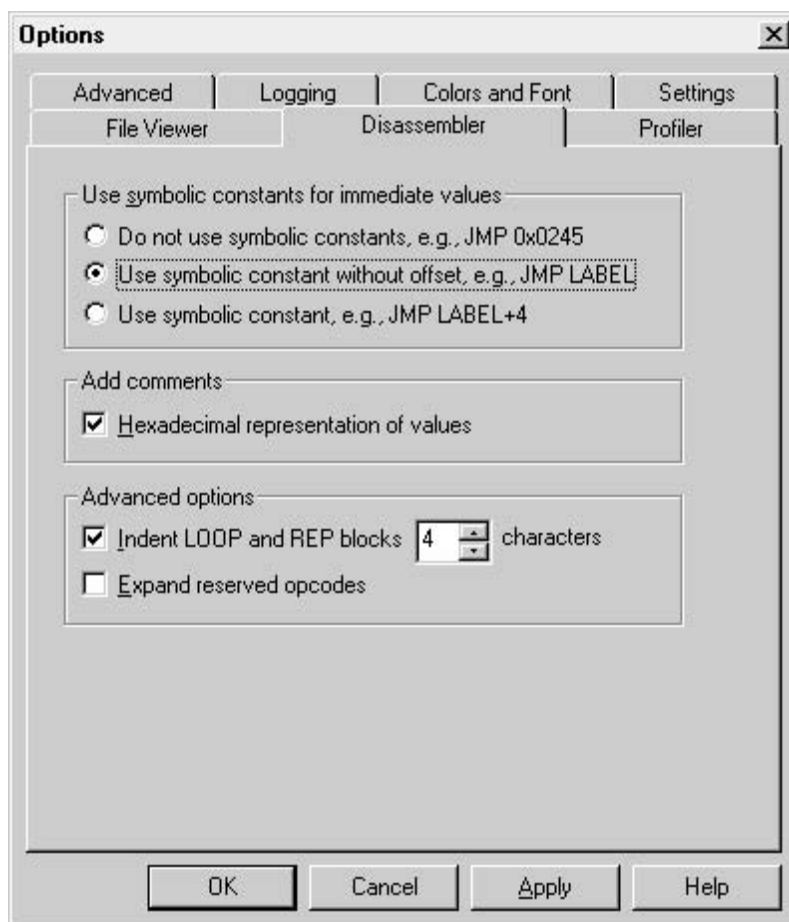 Options
Advanced Logging Colors and Font Settings
File Viewer Disassembler Profiler
Use symbolic constants for immediate values
Do not use symbolic constants, e.g., JMP 0x0245
Use symbolic constant without offset, e.g., JMP LABEL
Use symbolic constant, e.g., JMP LABEL+4
Add comments
Hexadecimal representation of values
Advanced options
Indent LOOP and REP blocks 4 characters
Expand reserved opcodes
OK Cancel Apply Help